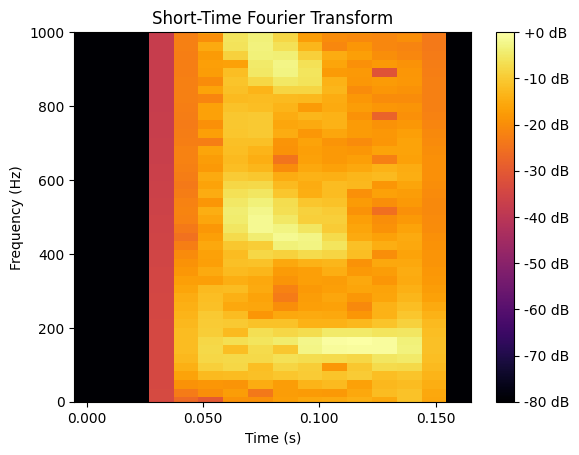 Short-Time Fourier Transform
1000
800
600
400
200
0
Frequency (Hz)
0.000
0.050
0.100
0.150
Time (s)
+0 dB
-10 dB
-20 dB
-30 dB
-40 dB
-50 dB
-60 dB
-70 dB
-80 dB